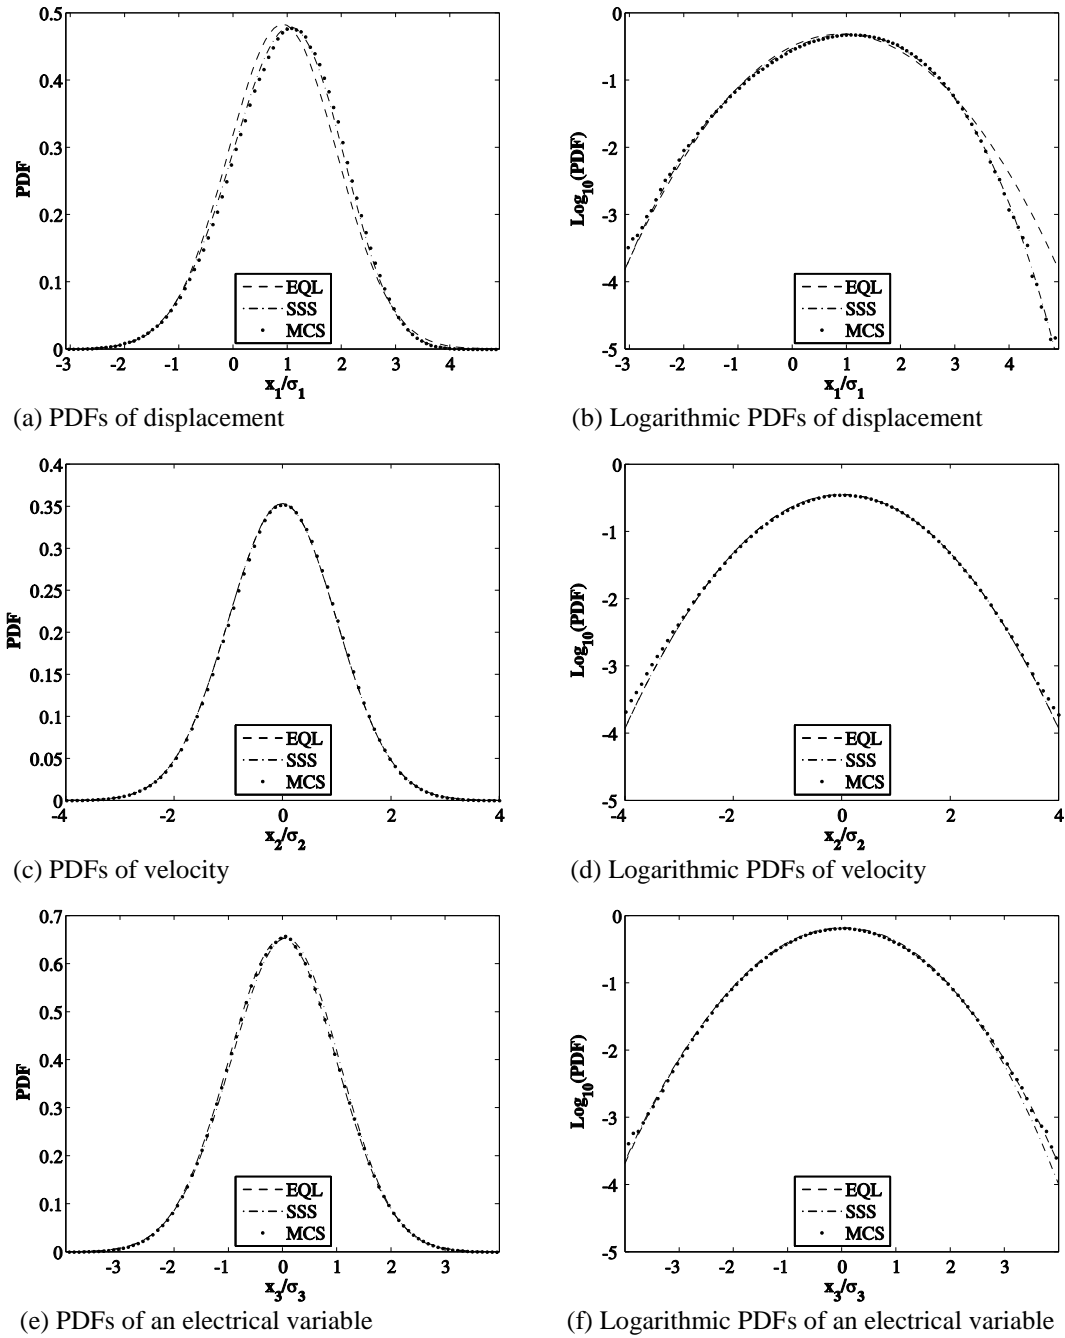 0.5
0.4
0.3
0.2
0.1
0
PDF
-3 -2 -1 0 1 2 3 4
x1/σ1
EQL
SSS
MCS
(a) PDFs of displacement
0
-1
-2
-3
-4
-5
Log10(PDF)
-3 -2 -1 0 1 2 3 4
x1/σ1
EQL
SSS
MCS
(b) Logarithmic PDFs of displacement
0.4
0.35
0.3
0.25
0.2
0.15
0.1
0.05
0
PDF
-4 -2 0 2 4
x2/σ2
EQL
SSS
MCS
(c) PDFs of velocity
0
-1
-2
-3
-4
-5
Log10(PDF)
-4 -2 0 2 4
x2/σ2
EQL
SSS
MCS
(d) Logarithmic PDFs of velocity
0.7
0.6
0.5
0.4
0.3
0.2
0.1
0
PDF
-3 -2 -1 0 1 2 3
x3/σ3
EQL
SSS
MCS
(e) PDFs of an electrical variable
0
-1
-2
-3
-4
-5
Log10(PDF)
-3 -2 -1 0 1 2 3
x3/σ3
EQL
SSS
MCS
(f) Logarithmic PDFs of an electrical variable